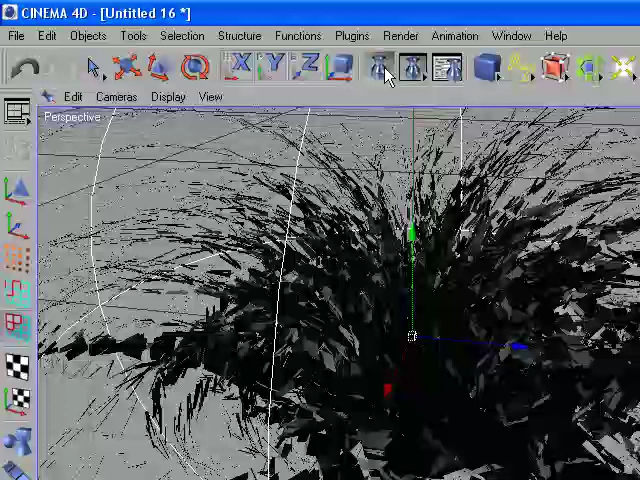 CINEMA 4D - [Untitled 16 *]
File Edit Objects Tools Selection Structure Functions Plugins Render Animation Window Help
X Y Z
Edit Cameras Display View
Perspective